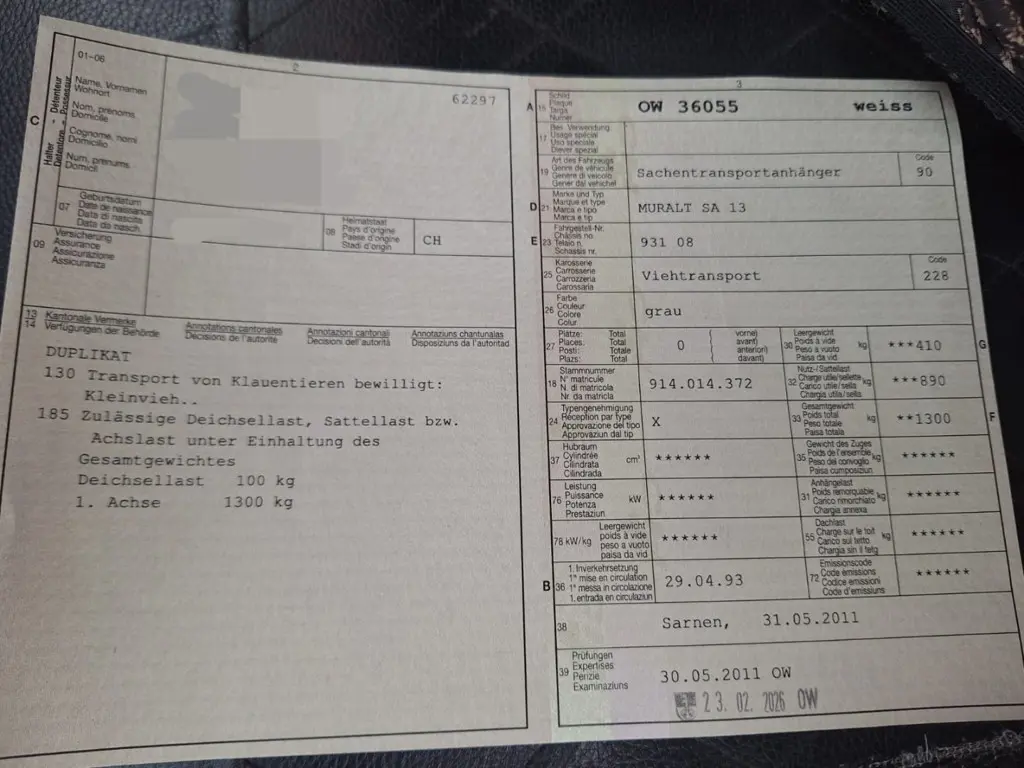 2
01-06
62297
C
Halter - Détenteur
Detentore - Possessur
Name, Vornamen
Wohnort
Nom, prénoms
Domicile
Cognome, nomi
Domicilio
Num, prenums
Domicil
07
Geburtsdatum
Date de naissance
Data di nascita
Data da nasch.
08
Heimatstaat
Pays d'origine
Paese d'origine
Stadi d'origin
CH
09
Versicherung
Assurance
Assicurazione
Assicuranza
13 Kantonale Vermerke Annotations cantonales Annotazioni cantonali Annotaziuns chantunalas
14 Verfügungen der Behörde Décisions de l'autorité Decisioni dell'autorità Disposiziuns da l'autoritad
DUPLIKAT
130 Transport von Klauentieren bewilligt:
Kleinvieh..
185 Zulässige Deichsellast, Sattellast bzw.
Achslast unter Einhaltung des
Gesamtgewichtes
Deichsellast 100 kg
1. Achse 1300 kg
3
A
15
Schild
Plaque
Targa
Numer
OW 36055 weiss
17
Bes. Verwendung
Usage spécial
Uso speciale
Diever spezial
19
Art des Fahrzeugs
Genre de véhicule
Genere di veicolo
Gener dal vehichel
Sachentransportanhänger
Code
90
D
21
Marke und Typ
Marque et type
Marca e tipo
Marca e tip
MURALT SA 13
E
23
Fahrgestell-Nr.
Châssis no
Telaio n.
Schassis nr.
931 08
25
Karosserie
Carrosserie
Carrozzeria
Carossaria
Viehtransport
Code
228
26
Farbe
Couleur
Colore
Colur
grau
27
Plätze: Total
Places: Total
Posti: Totale
Plazs: Total
0
( vorne)
avant)
anteriori)
davant)
30
Leergewicht
Poids à vide
Peso a vuoto
Paisa da vid
kg
***410
G
18
Stammnummer
N° matricule
N. di matricola
Nr. da matricla
914.014.372
32
Nutz-/Sattellast
Charge utile/sellette
Carico utile/sella
Chargia utile/sella
kg
***890
24
Typengenehmigung
Réception par type
Approvazione del tipo
Approvaziun dal tip
X
33
Gesamtgewicht
Poids total
Peso totale
Paisa totala
kg
**1300
F
37
Hubraum
Cylindrée
Cilindrata
Cilindrada
cm³
******
35
Gewicht des Zuges
Poids de l'ensemble
Peso del convoglio
Paisa cumposiziun
kg
******
76
Leistung
Puissance
Potenza
Prestaziun
kW
******
31
Anhängelast
Poids remorquable
Carico rimorchiato
Chargia annexa
kg
******
78 kW/kg
Leergewicht
poids à vide
peso a vuoto
paisa da vid
******
55
Dachlast
Charge sur le toit
Carico sul tetto
Chargia sin il tetg
kg
******
B
36
1. Inverkehrsetzung
1re mise en circulation
1a messa in circolazione
1. entrada en circulaziun
29.04.93
72
Emissionscode
Code émissions
Codice emissioni
Code d'emissiuns
******
38
Sarnen, 31.05.2011
39
Prüfungen
Expertises
Perizie
Examinaziuns
30.05.2011 OW
23. 02. 2026 OW